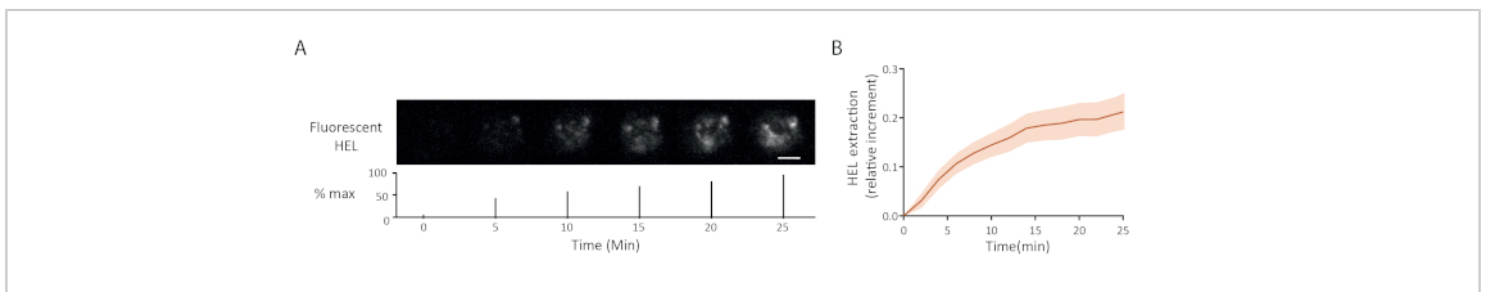 A
Fluorescent
HEL
% max
100
50
0
0 5 10 15 20 25
Time (Min)
B
HEL extraction
(relative increment)
0.3
0.2
0.1
0.0
0 5 10 15 20 25
Time(min)